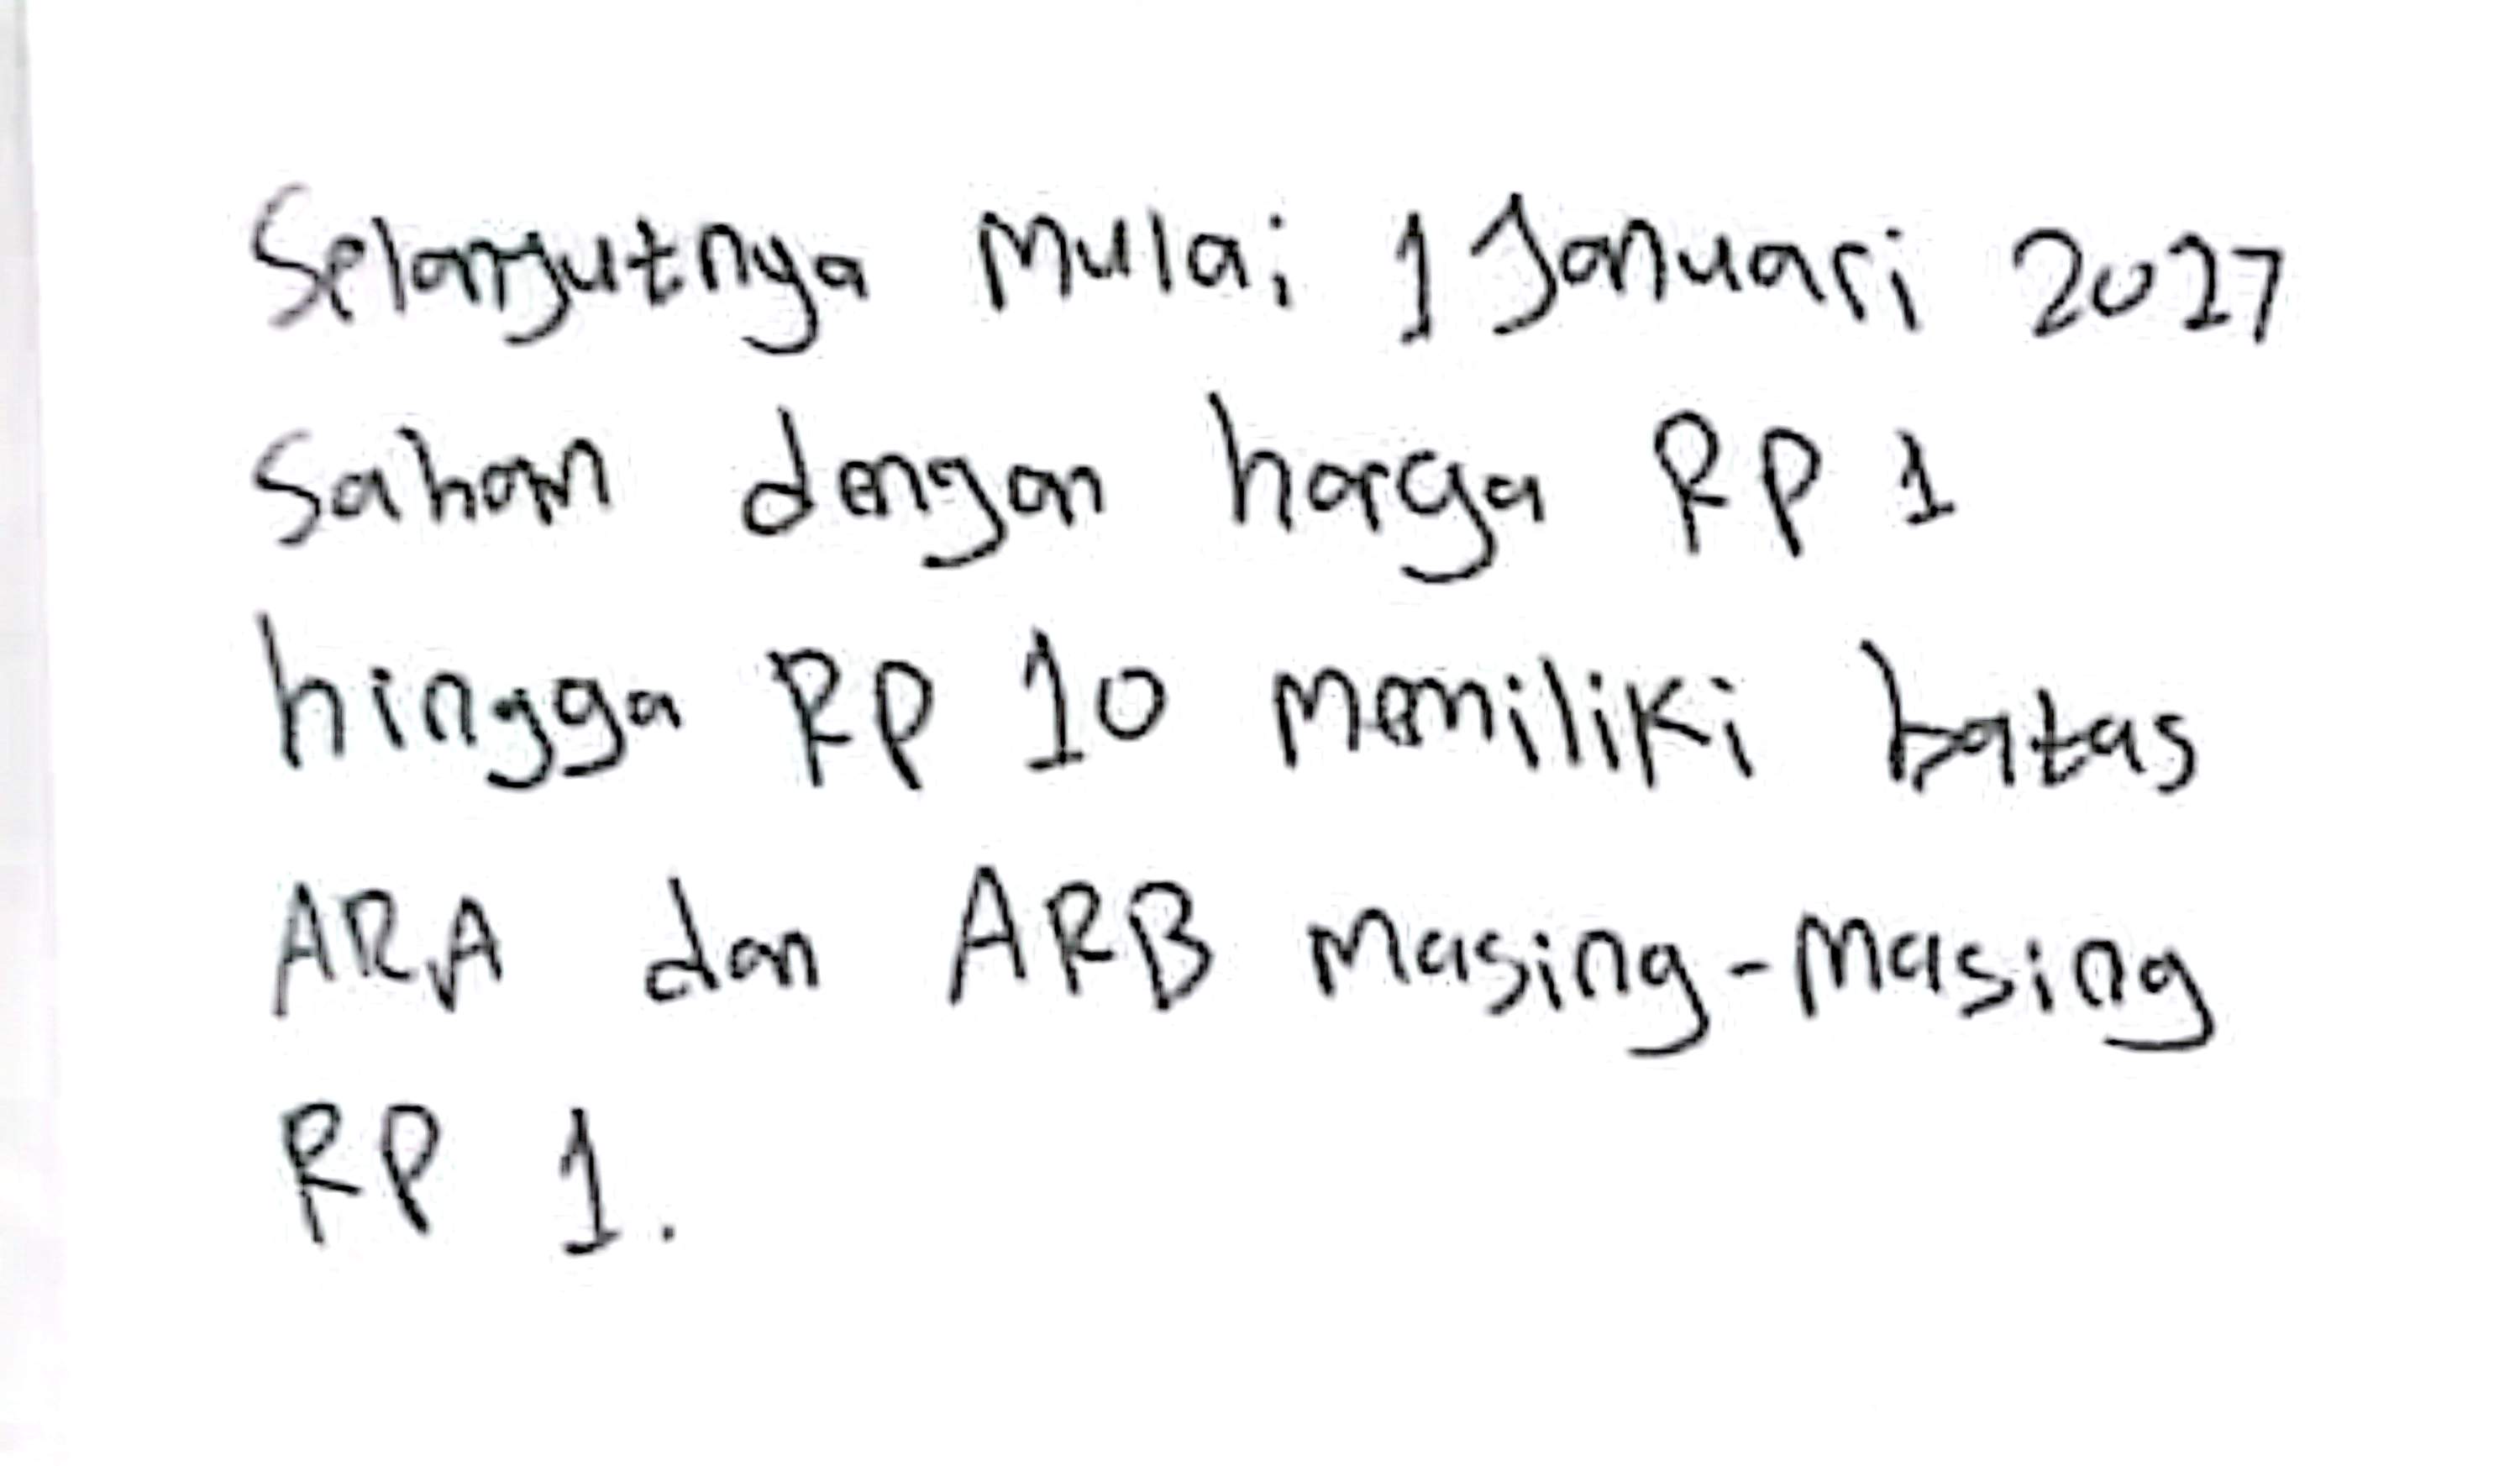 Selanjutnya Mulai 1 Januari 2027
Saham dengan harga RP 1
hingga RP 10 memiliki batas
ARA dan ARB Masing-Masing
RP 1.